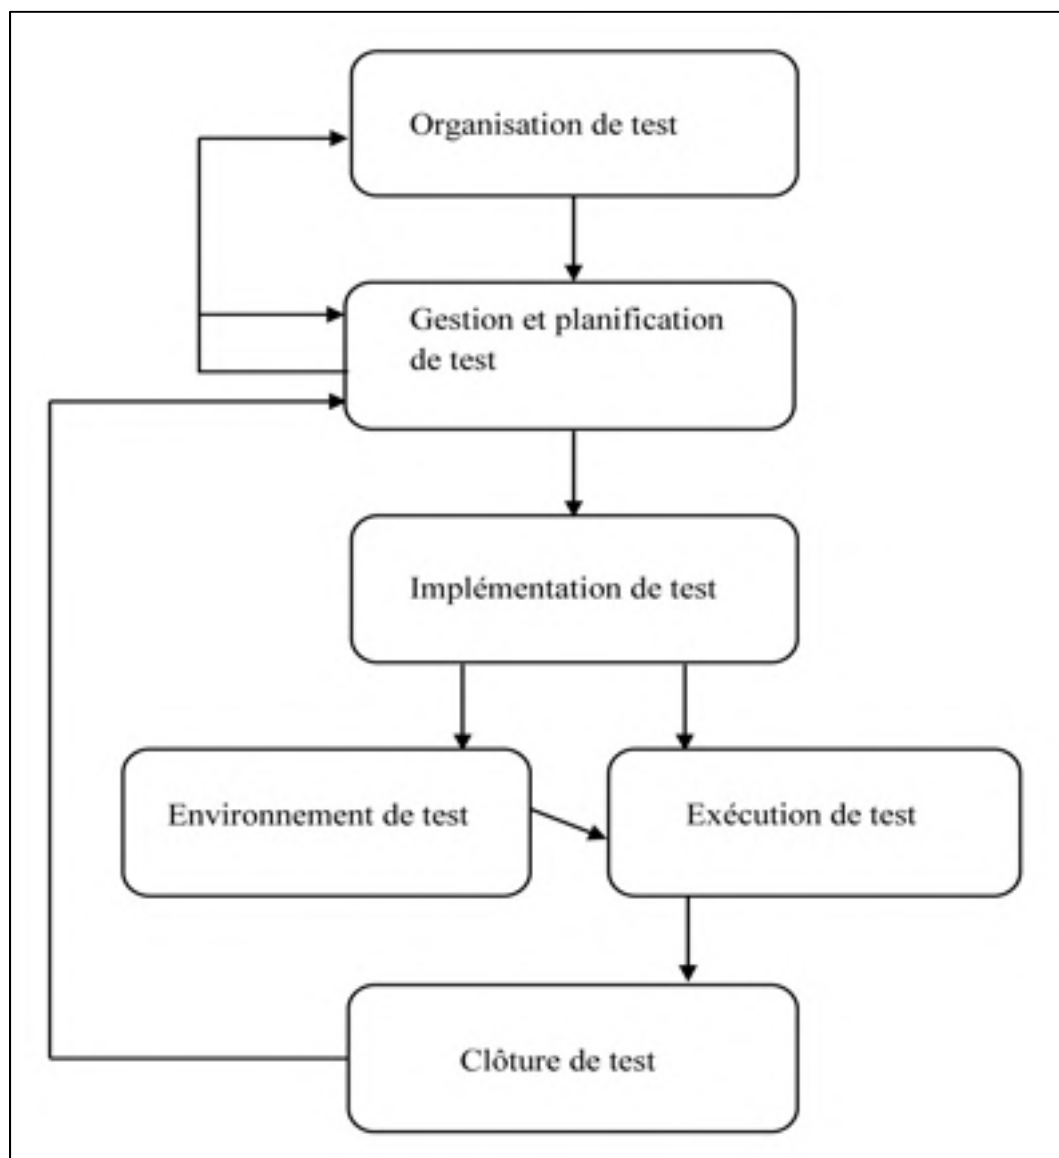 Organisation de test
Gestion et planification
de test
Implémentation de test
Environnement de test
Exécution de test
Clôture de test